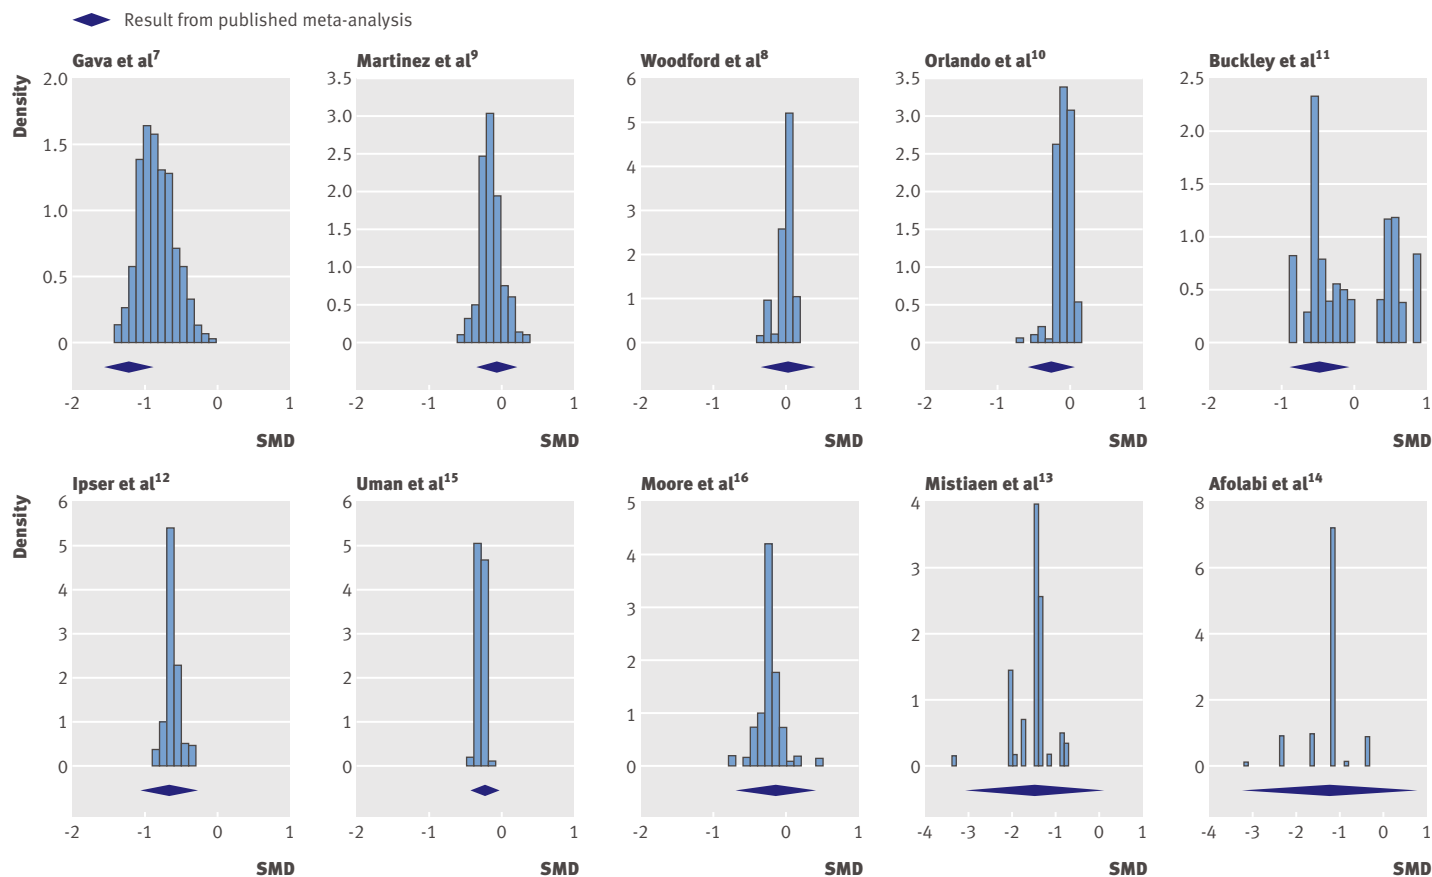 Result from published meta-analysis
Gava et al7
Martinez et al9
Woodford et al8
Orlando et al10
Buckley et al11
Density
2.0
1.5
1.0
0.5
0
3.5
3.0
2.5
2.0
1.5
1.0
0.5
0
6
5
4
3
2
1
0
3.5
3.0
2.5
2.0
1.5
1.0
0.5
0
2.5
2.0
1.5
1.0
0.5
0
-2 -1 0 1
-2 -1 0 1
-2 -1 0 1
-2 -1 0 1
-2 -1 0 1
SMD
SMD
SMD
SMD
SMD
Ipser et al12
Uman et al15
Moore et al16
Mistiaen et al13
Afolabi et al14
Density
6
5
4
3
2
1
0
6
5
4
3
2
1
0
5
4
3
2
1
0
4
3
2
1
0
8
6
4
2
0
-2 -1 0 1
-2 -1 0 1
-2 -1 0 1
-4 -3 -2 -1 0 1
-4 -3 -2 -1 0 1
SMD
SMD
SMD
SMD
SMD